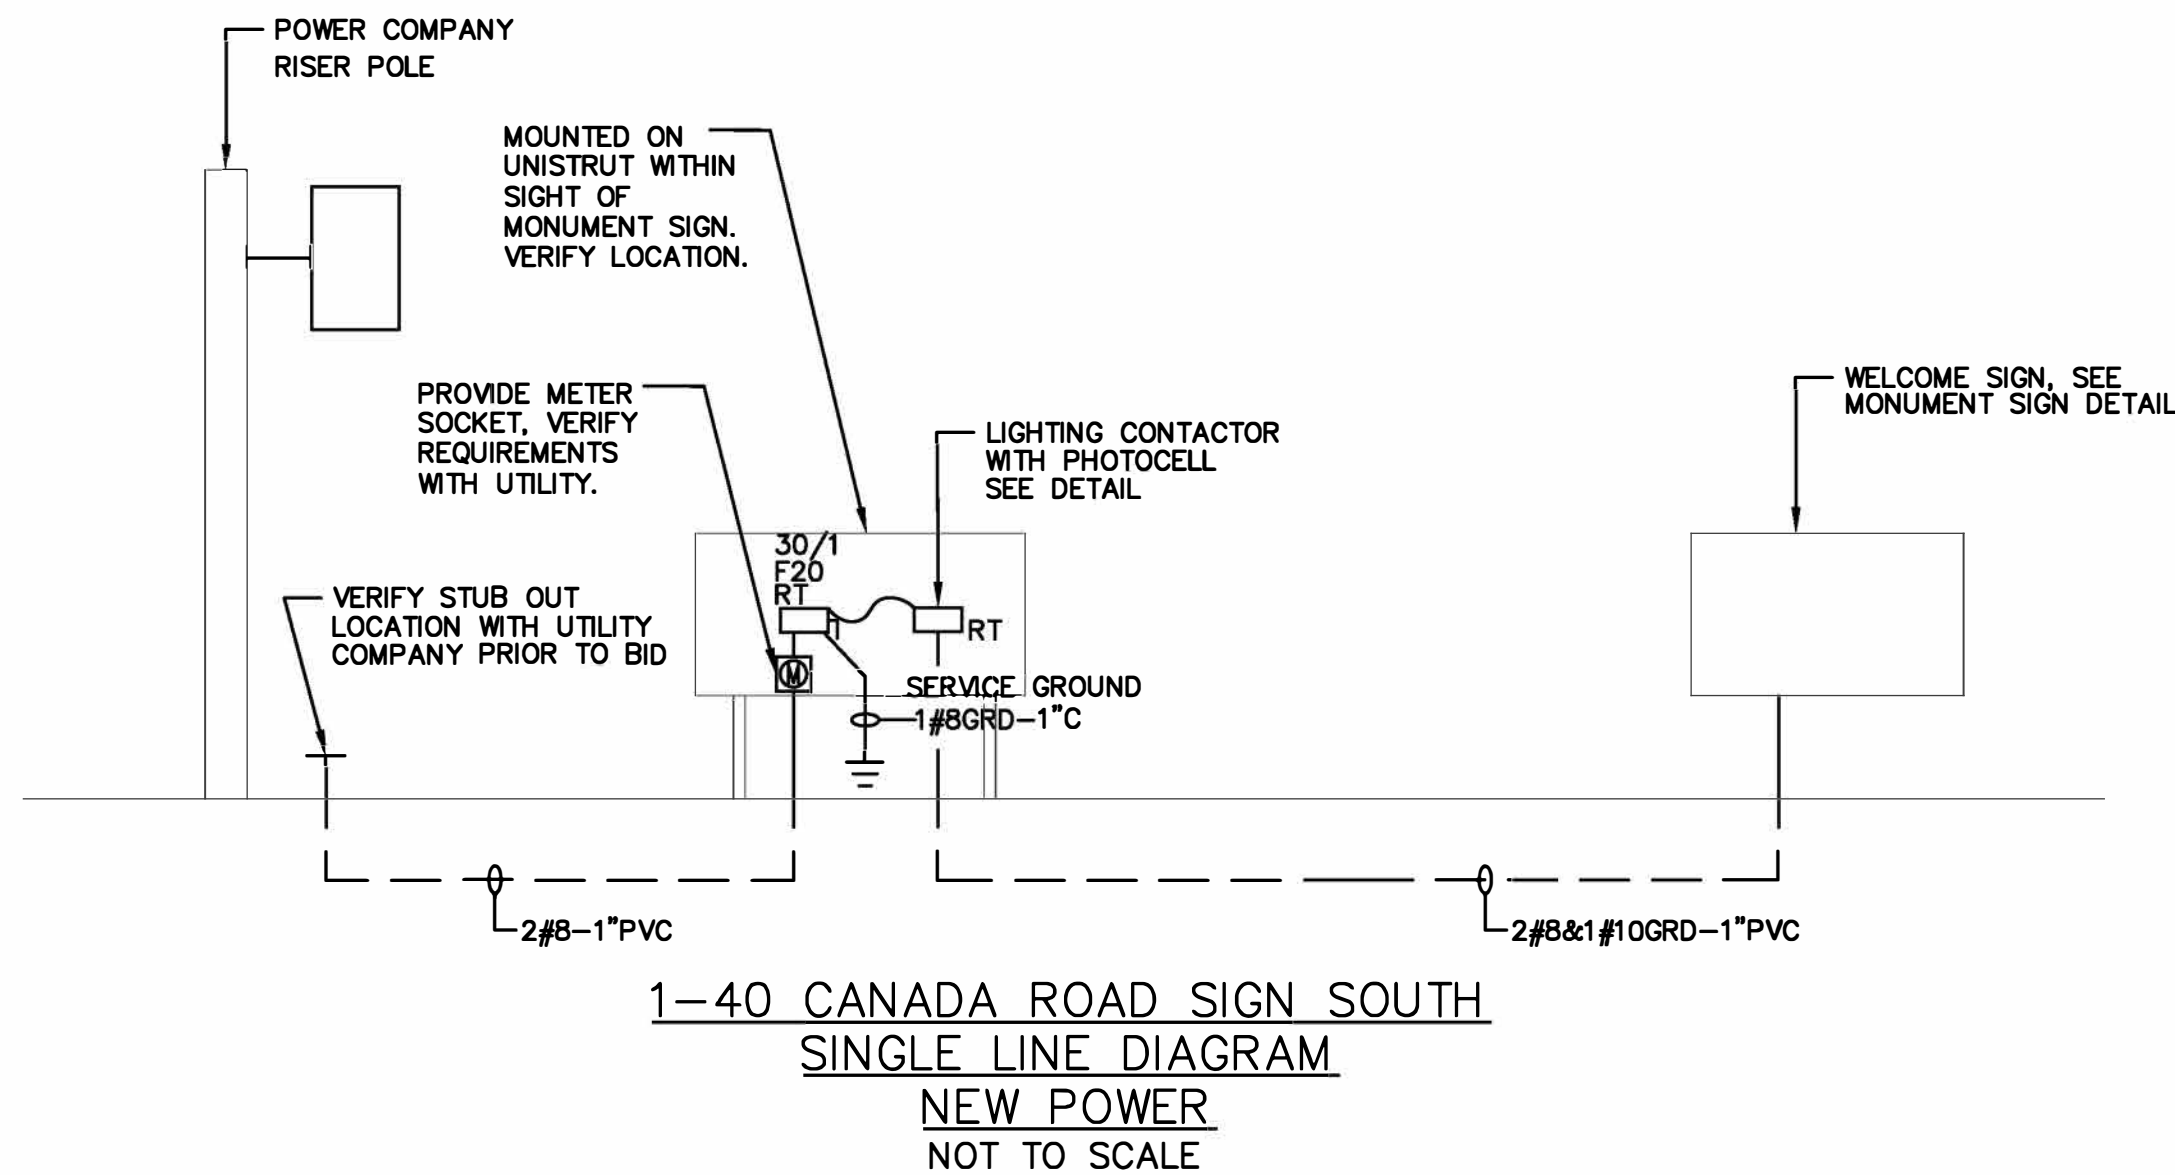 POWER COMPANY
RISER POLE
MOUNTED ON
UNISTRUT WITHIN
SIGHT OF
MONUMENT SIGN.
VERIFY LOCATION.
PROVIDE METER
SOCKET, VERIFY
REQUIREMENTS
WITH UTILITY.
LIGHTING CONTACTOR
WITH PHOTOCELL
SEE DETAIL
WELCOME SIGN, SEE
MONUMENT SIGN DETAIL
VERIFY STUB OUT
LOCATION WITH UTILITY
COMPANY PRIOR TO BID
30/1
F20
RT
RT
M
SERVICE GROUND
1#8GRD-1"C
2#8-1"PVC
2#8&1#10GRD-1"PVC
1-40 CANADA ROAD SIGN SOUTH
SINGLE LINE DIAGRAM
NEW POWER
NOT TO SCALE